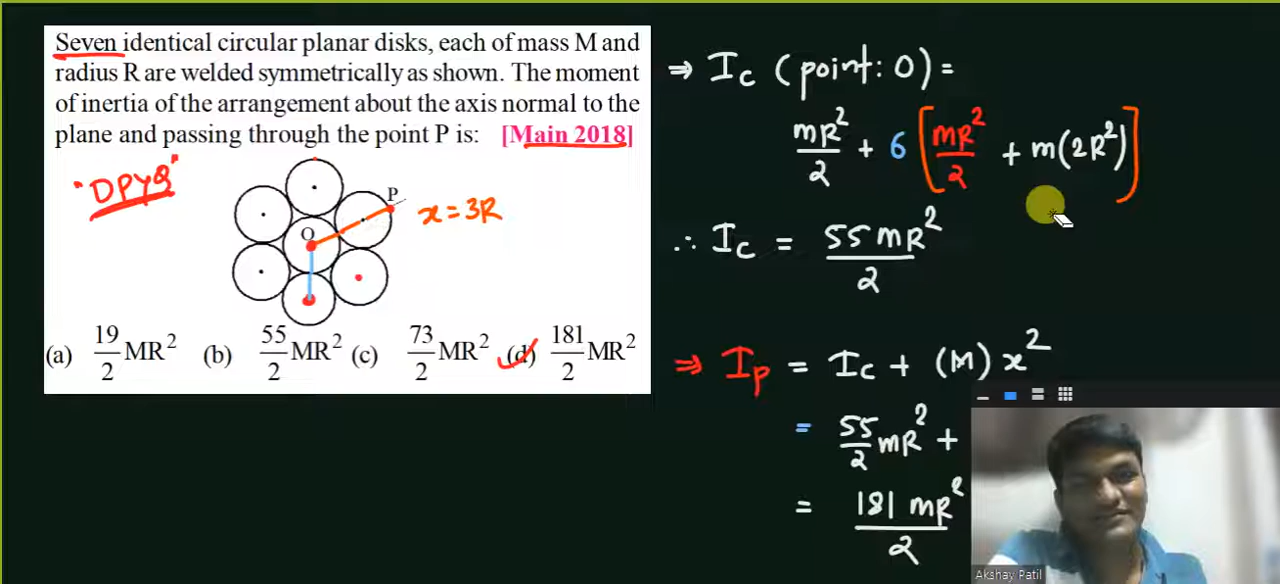 Seven identical circular planar disks, each of mass M and
radius R are welded symmetrically as shown. The moment
of inertia of the arrangement about the axis normal to the
plane and passing through the point P is: [Main 2018]
"DPYQ"
P
O
x = 3R
(a) 19/2 MR² (b) 55/2 MR² (c) 73/2 MR² (d) 181/2 MR²
⇒ Ic (point: O) =
mR²/2 + 6 [mR²/2 + m(2R²)]
∴ Ic = 55mR²/2
⇒ Ip = Ic + (M) x²
= 55/2 mR² +
= 181 mR²/2
Akshay Patil